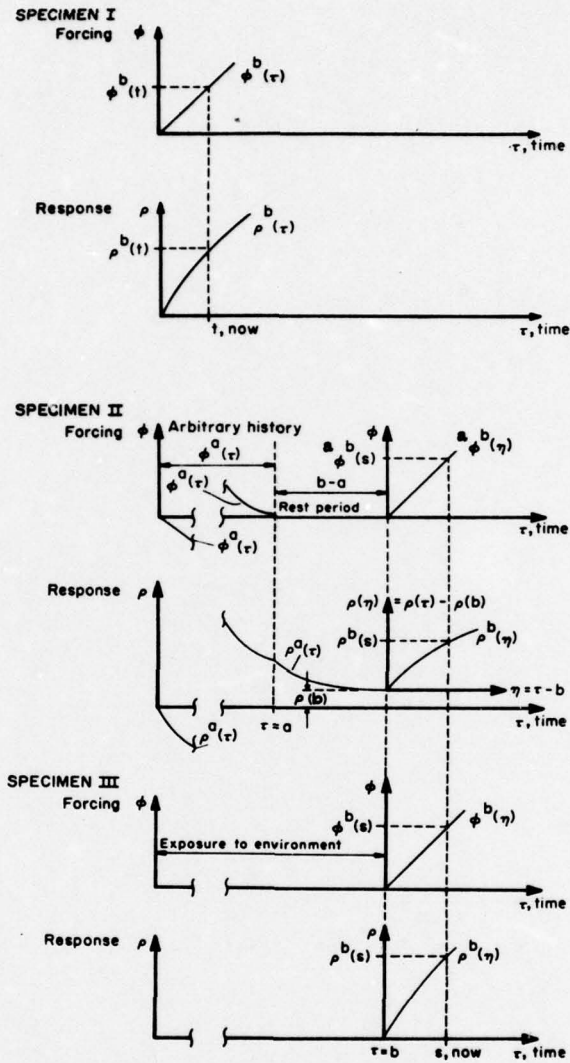 SPECIMEN I
Forcing φ
φᵇ(t)
φᵇ(τ)
τ, time
Response ρ
ρᵇ(t)
ρᵇ(τ)
t, now
τ, time
SPECIMEN II
Forcing φ
Arbitrary history
φᵃ(τ)
φᵃ(τ)
φᵃ(τ)
b-a
Rest period
φ
a φᵇ(s)
a φᵇ(η)
τ, time
Response ρ
ρᵃ(τ)
ρᵃ(τ)
ρ(b)
τ = a
ρ(η) = ρ(τ) - ρ(b)
ρᵇ(s)
ρᵇ(η)
η = τ - b
τ, time
SPECIMEN III
Forcing φ
Exposure to environment
φ
φᵇ(s)
φᵇ(η)
τ, time
Response ρ
ρ
ρᵇ(s)
ρᵇ(η)
τ = b
s, now
τ, time